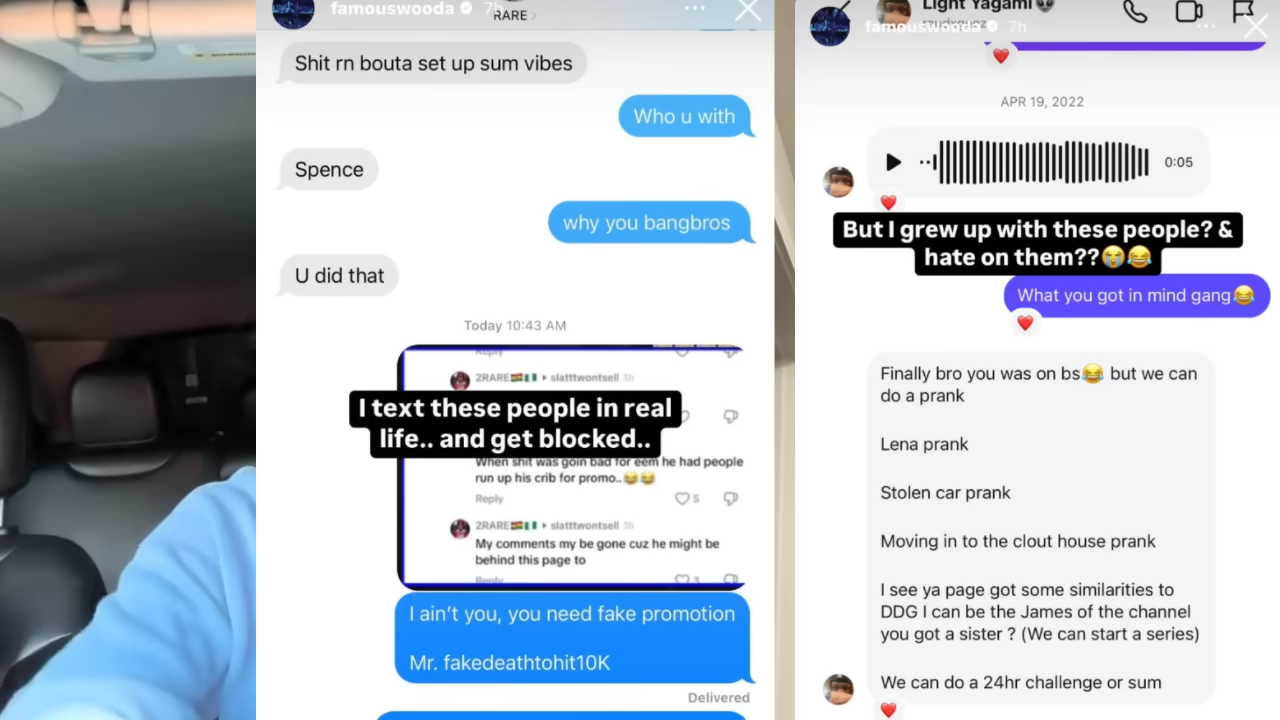 famouswooda 7h
RARE
Shit rn bouta set up sum vibes
Who u with
Spence
why you bangbros
U did that
Today 10:43 AM
Reply
2RARE🇬🇭🇳🇬 ‣ slatttwontsell 3h
I text these people in real
life.. and get blocked..
When shit was goin bad for eem he had people
run up his crib for promo..😂😂
Reply
5
2RARE🇬🇭🇳🇬 ‣ slatttwontsell 3h
My comments my be gone cuz he might be
behind this page to
Reply
3
I ain't you, you need fake promotion
Mr. fakedeathtohit10K
Delivered
Light Yagami👽
famouswooda 7h
❤️
APR 19, 2022
0:05
❤️
But I grew up with these people? &
hate on them??😭😂
What you got in mind gang😂
❤️
Finally bro you was on bs😂 but we can
do a prank
Lena prank
Stolen car prank
Moving in to the clout house prank
I see ya page got some similarities to
DDG I can be the James of the channel
you got a sister ? (We can start a series)
We can do a 24hr challenge or sum
❤️